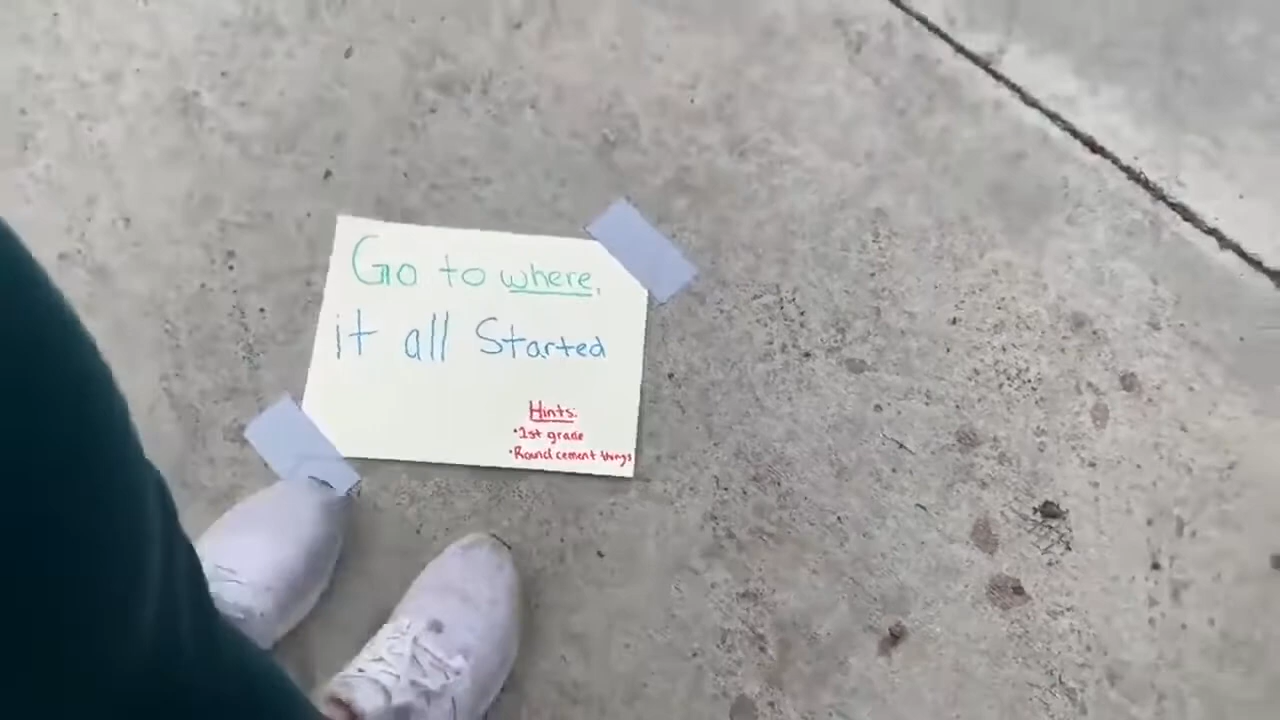 Go to where,
it all Started
Hints:
•1st grade
•Round cement things